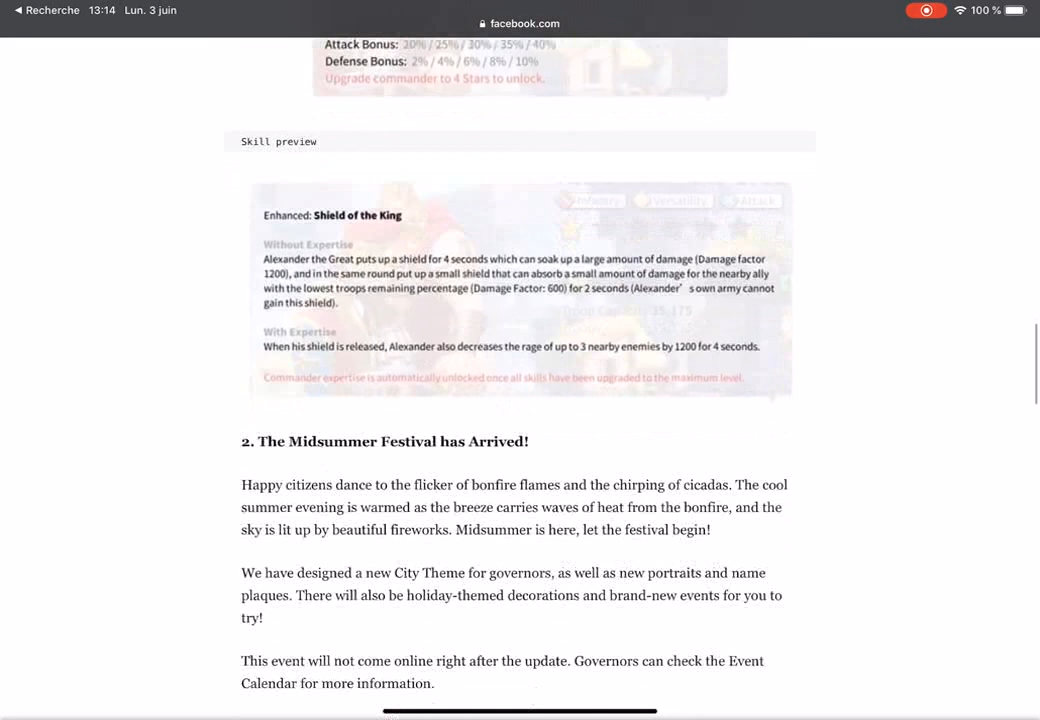 Recherche 13:14 Lun. 3 juin 100 %
facebook.com
Attack Bonus: 20% / 25% / 30% / 35% / 40%
Defense Bonus: 2% / 4% / 6% / 8% / 10%
Upgrade commander to 4 Stars to unlock.
Skill preview
Infantry Versatility Attack
Enhanced: Shield of the King
Without Expertise
Alexander the Great puts up a shield for 4 seconds which can soak up a large amount of damage (Damage factor
1200), and in the same round put up a small shield that can absorb a small amount of damage for the nearby ally
with the lowest troops remaining percentage (Damage Factor: 600) for 2 seconds (Alexander's own army cannot
gain this shield).
With Expertise
When his shield is released, Alexander also decreases the rage of up to 3 nearby enemies by 1200 for 4 seconds.
Commander expertise is automatically unlocked once all skills have been upgraded to the maximum level.
2. The Midsummer Festival has Arrived!
Happy citizens dance to the flicker of bonfire flames and the chirping of cicadas. The cool
summer evening is warmed as the breeze carries waves of heat from the bonfire, and the
sky is lit up by beautiful fireworks. Midsummer is here, let the festival begin!
We have designed a new City Theme for governors, as well as new portraits and name
plaques. There will also be holiday-themed decorations and brand-new events for you to
try!
This event will not come online right after the update. Governors can check the Event
Calendar for more information.